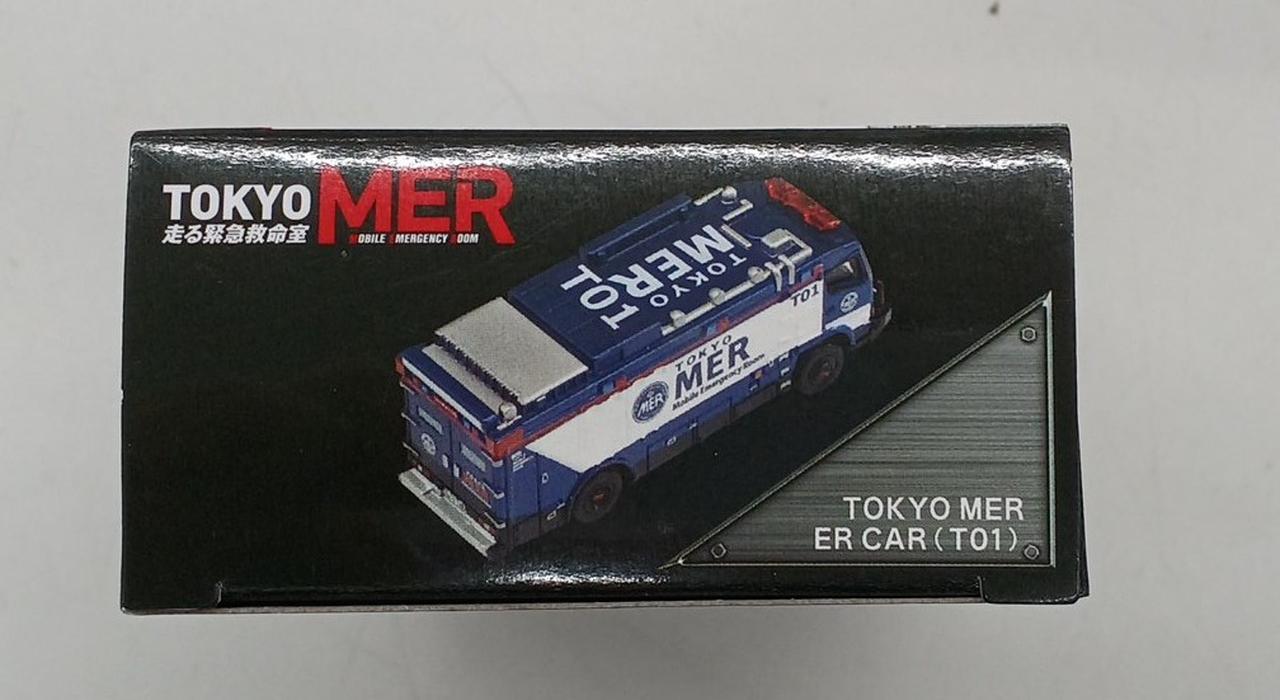 TOKYO MER
走る緊急救命室
MOBILE EMERGENCY ROOM
TOKYO
MER
T01
T01
TOKYO
MER
Mobile Emergency Room
MER
TOKYO MER
ER CAR(T01)